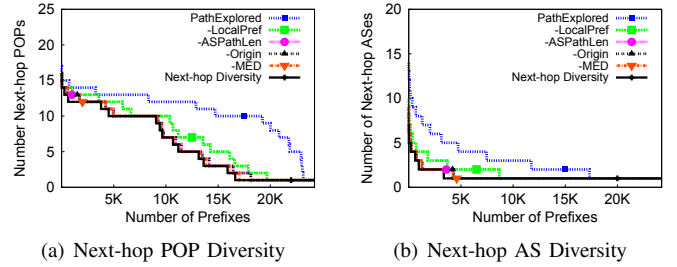 25
20
15
10
5
0
Number Next-hop POPs
PathExplored
-LocalPref
-ASPathLen
-Origin
-MED
Next-hop Diversity
5K 10K 15K 20K
Number of Prefixes
(a) Next-hop POP Diversity
20
15
10
5
0
Number of Next-hop ASes
PathExplored
-LocalPref
-ASPathLen
-Origin
-MED
Next-hop Diversity
5K 10K 15K 20K
Number of Prefixes
(b) Next-hop AS Diversity